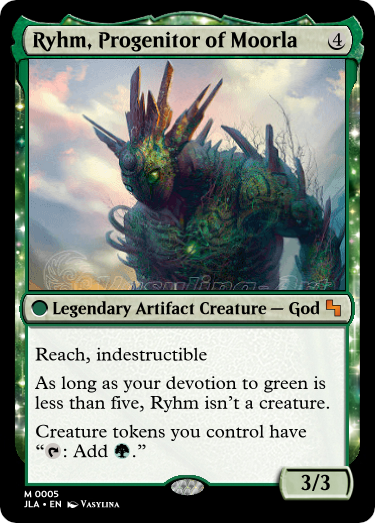 Ryhm, Progenitor of Moorla 4
Legendary Artifact Creature — God
Reach, indestructible
As long as your devotion to green is
less than five, Ryhm isn't a creature.
Creature tokens you control have
“: Add .”
3/3
M 0005
JLA • EN VASYLINA